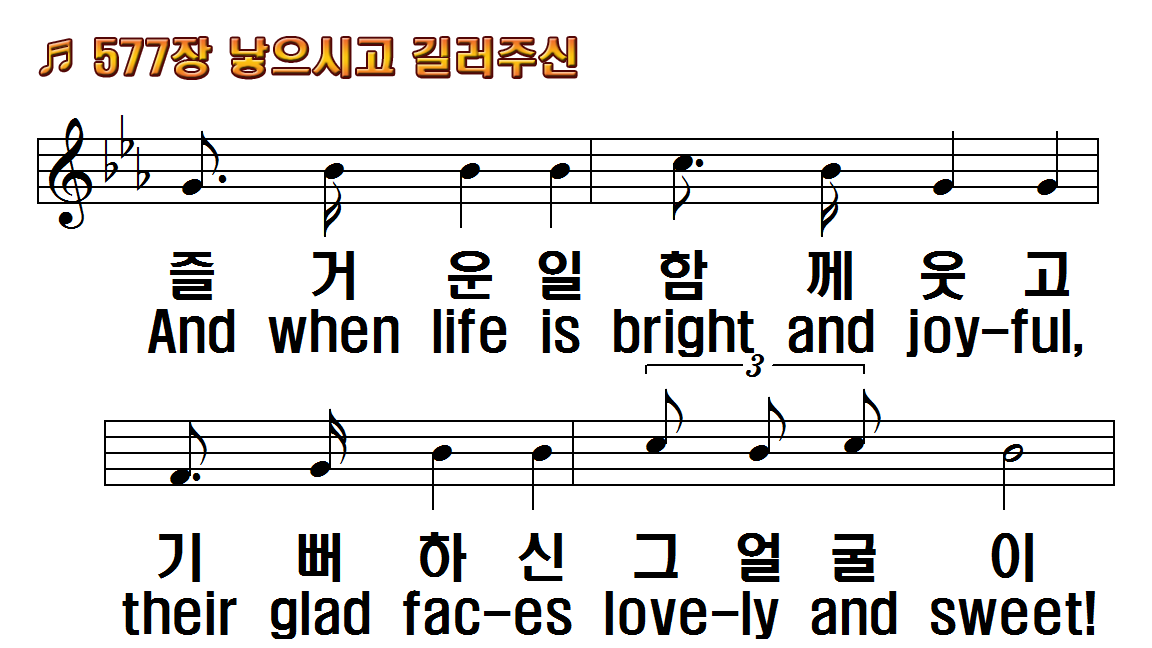 ♬ 577장 낳으시고 길러주신
즐 거 운 일 함 께 웃 고
And when life is bright and joy-ful,
3
기 뻐 하 신 그 얼 굴 이
their glad fac-es love-ly and sweet!